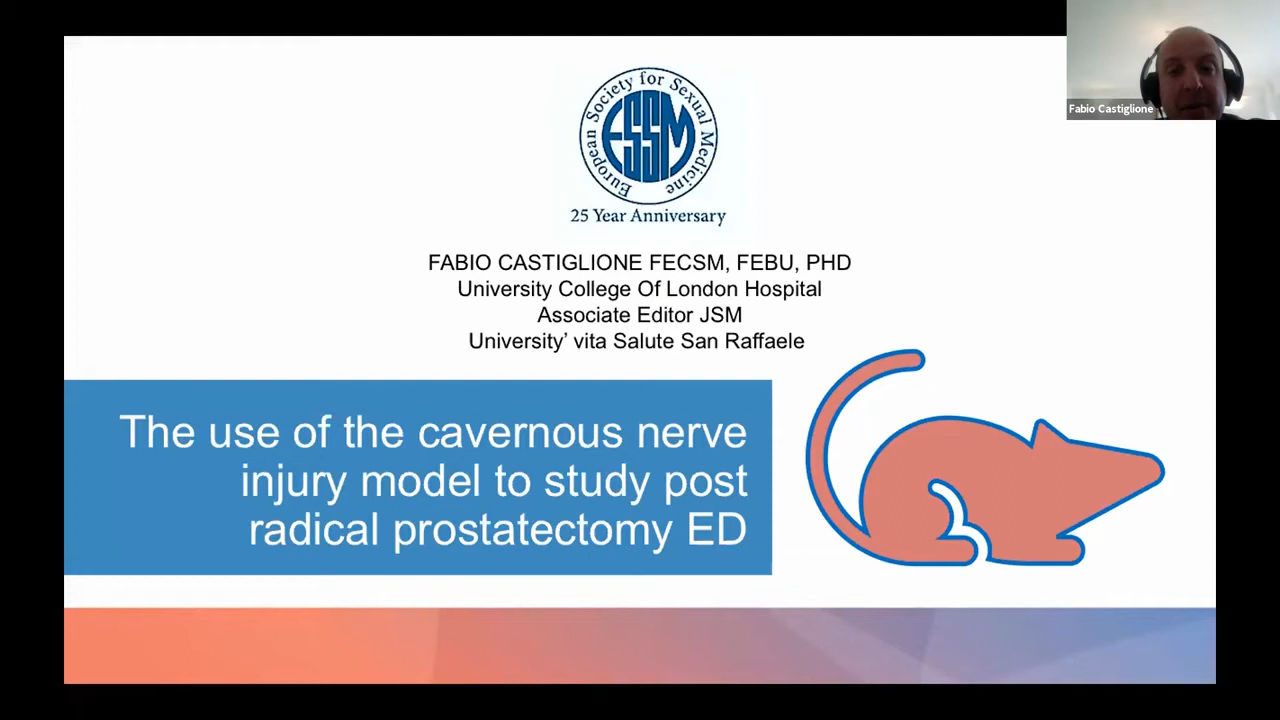 Fabio Castiglione
European Society for Sexual Medicine
ESSM
25 Year Anniversary
FABIO CASTIGLIONE FECSM, FEBU, PHD
University College Of London Hospital
Associate Editor JSM
University’ vita Salute San Raffaele
The use of the cavernous nerve
injury model to study post
radical prostatectomy ED